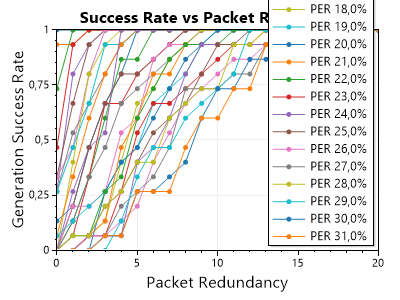 Success Rate vs Packet R
PER 18,0%
PER 19,0%
PER 20,0%
PER 21,0%
PER 22,0%
PER 23,0%
PER 24,0%
PER 25,0%
PER 26,0%
PER 27,0%
PER 28,0%
PER 29,0%
PER 30,0%
PER 31,0%
Generation Success Rate
1
0,75
0,5
0,25
0
0
5
10
15
20
Packet Redundancy